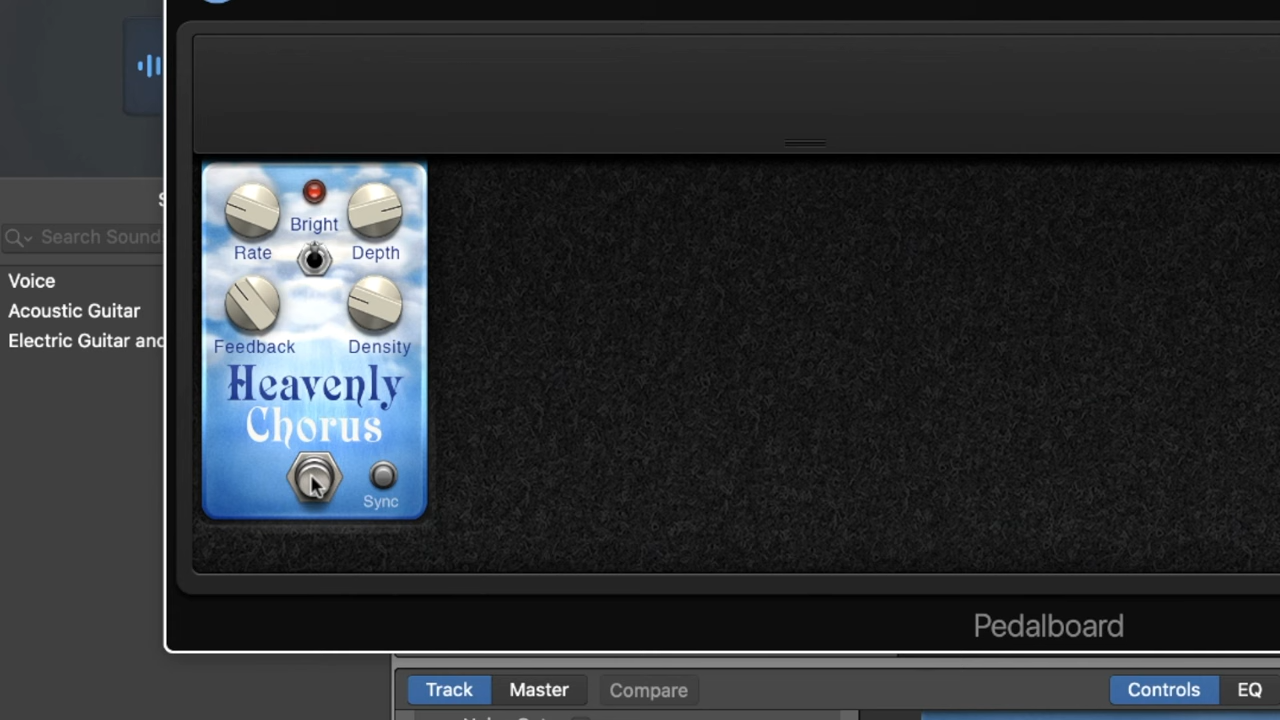 Search Sound
Voice
Acoustic Guitar
Electric Guitar and
Bright
Rate
Depth
Feedback
Density
Heavenly
Chorus
Sync
Pedalboard
Track
Master
Compare
Controls
EQ